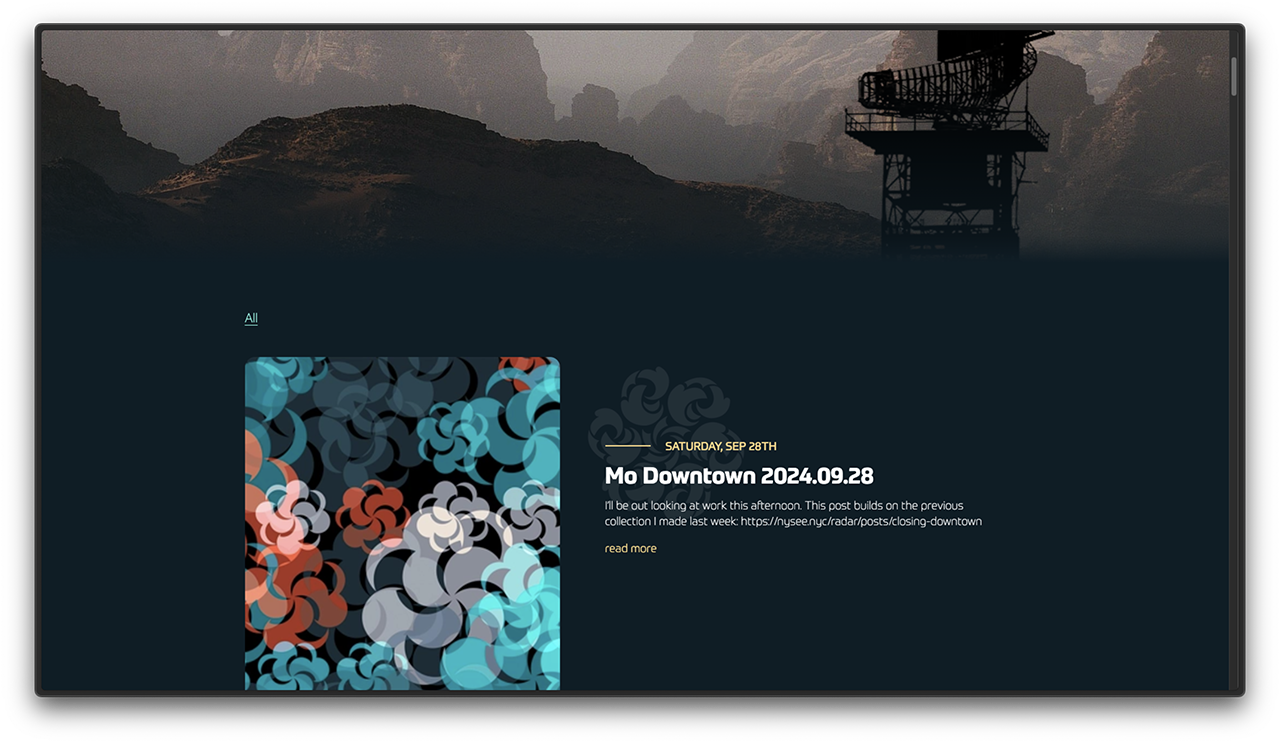 All
SATURDAY, SEP 28TH
Mo Downtown 2024.09.28
I'll be out looking at work this afternoon. This post builds on the previous
collection I made last week: https://nysee.nyc/radar/posts/closing-downtown
read more